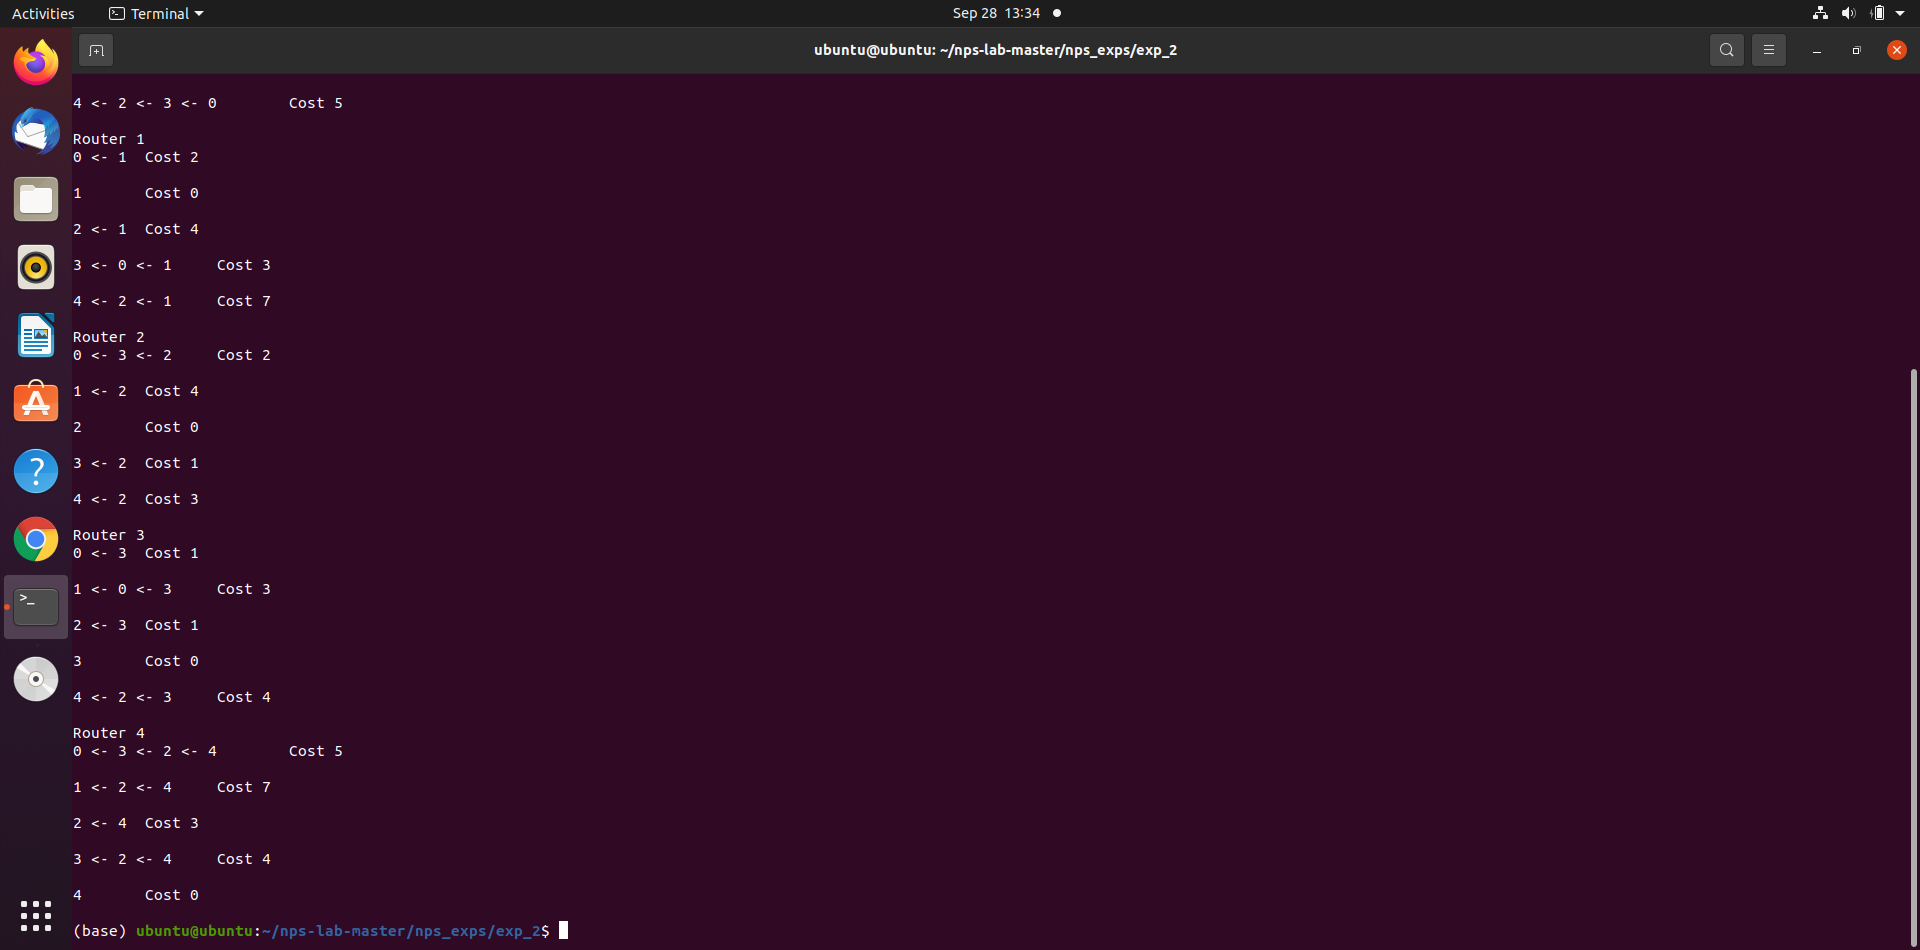 Activities Terminal Sep 28 13:34
ubuntu@ubuntu: ~/nps-lab-master/nps_exps/exp_2
4 <- 2 <- 3 <- 0 Cost 5
Router 1
0 <- 1 Cost 2
1 Cost 0
2 <- 1 Cost 4
3 <- 0 <- 1 Cost 3
4 <- 2 <- 1 Cost 7
Router 2
0 <- 3 <- 2 Cost 2
1 <- 2 Cost 4
2 Cost 0
3 <- 2 Cost 1
4 <- 2 Cost 3
Router 3
0 <- 3 Cost 1
1 <- 0 <- 3 Cost 3
2 <- 3 Cost 1
3 Cost 0
4 <- 2 <- 3 Cost 4
Router 4
0 <- 3 <- 2 <- 4 Cost 5
1 <- 2 <- 4 Cost 7
2 <- 4 Cost 3
3 <- 2 <- 4 Cost 4
4 Cost 0
(base) ubuntu@ubuntu:~/nps-lab-master/nps_exps/exp_2$